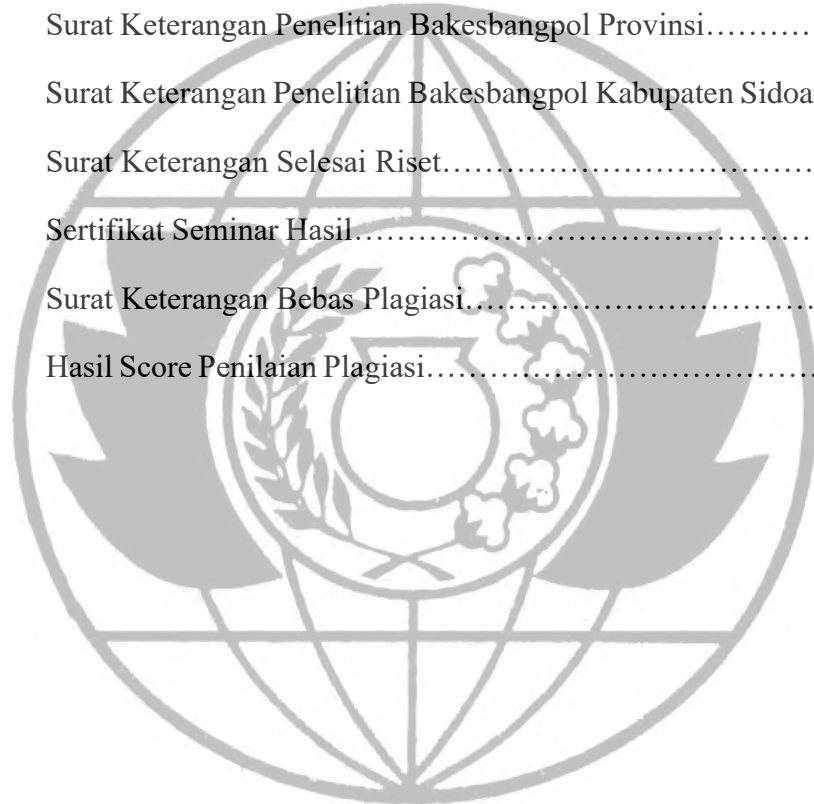 Surat Keterangan Penelitian Bakesbangpol Provinsi…………
Surat Keterangan Penelitian Bakesbangpol Kabupaten
Surat Keterangan Selesai Riset……………………………………
Sertifikat Seminar Hasil………………………………………………
Surat Keterangan Bebas Plagiasi…………………………………
Hasil Score Penilaian Plagiasi………………………………………